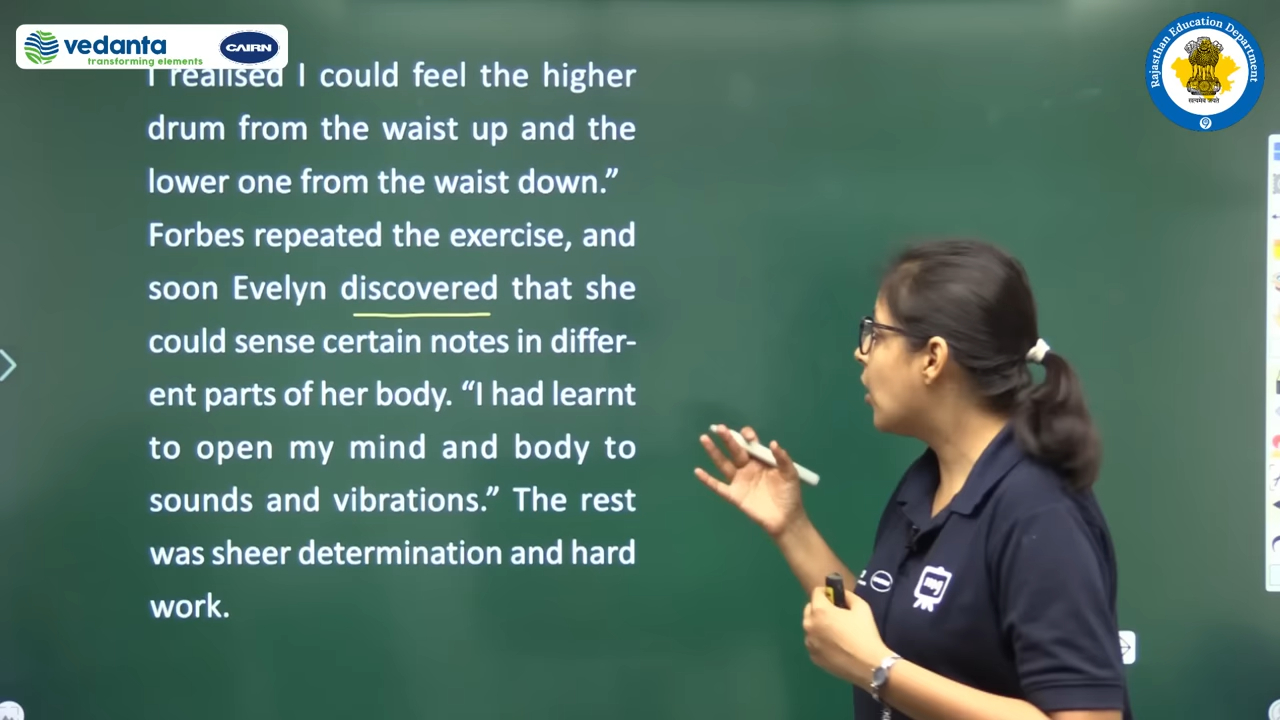 vedanta
transforming elements
CAIRN
Rajasthan Education Department
सत्यमेव जयते
I realised I could feel the higher
drum from the waist up and the
lower one from the waist down.”
Forbes repeated the exercise, and
soon Evelyn discovered that she
could sense certain notes in differ-
ent parts of her body. “I had learnt
to open my mind and body to
sounds and vibrations.” The rest
was sheer determination and hard
work.